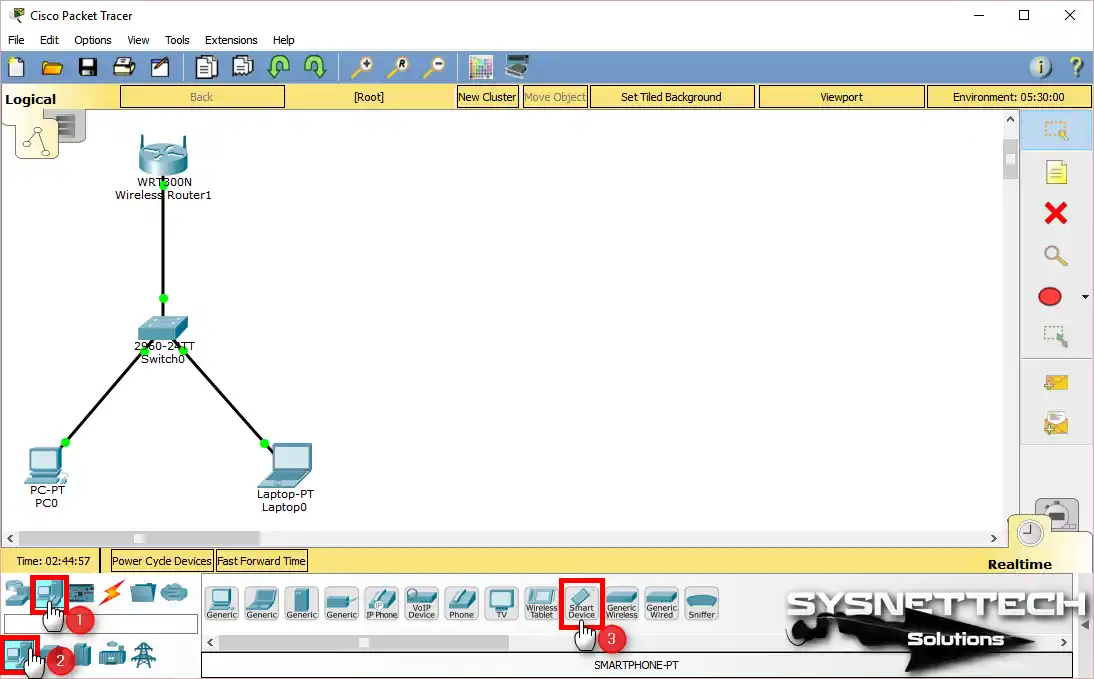 Cisco Packet Tracer
File Edit Options View Tools Extensions Help
R
i ?
Logical
Back [Root] New Cluster Move Object Set Tiled Background Viewport Environment: 05:30:00
WRT300N
Wireless Router1
2960-24TT
Switch0
PC-PT
PC0
Laptop-PT
Laptop0
Time: 02:44:57 Power Cycle Devices Fast Forward Time
Realtime
Generic Generic Generic Generic IP Phone VoIP Device Phone TV Wireless Tablet Smart Device Generic Wireless Generic Wired Sniffer
1
2
3
SMARTPHONE-PT
SYSNETTECH
Solutions